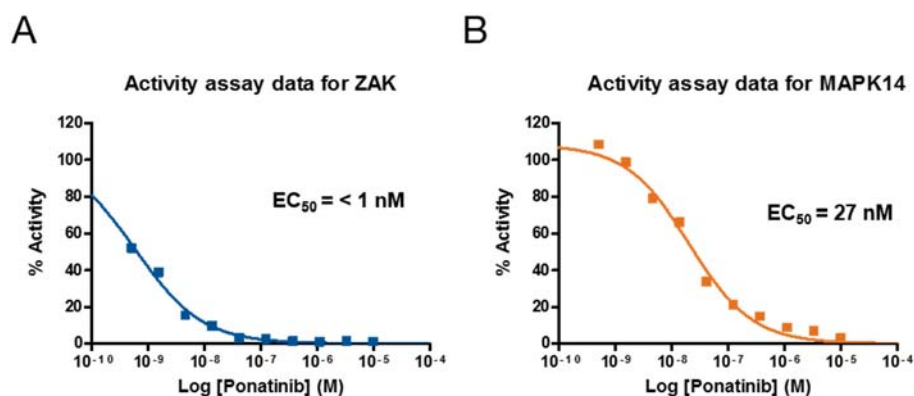 A
Activity assay data for ZAK
120
100
80
60
40
20
0
% Activity
EC50 = < 1 nM
10-10 10-9 10-8 10-7 10-6 10-5 10-4
Log [Ponatinib] (M)
B
Activity assay data for MAPK14
120
100
80
60
40
20
0
% Activity
EC50 = 27 nM
10-10 10-9 10-8 10-7 10-6 10-5 10-4
Log [Ponatinib] (M)